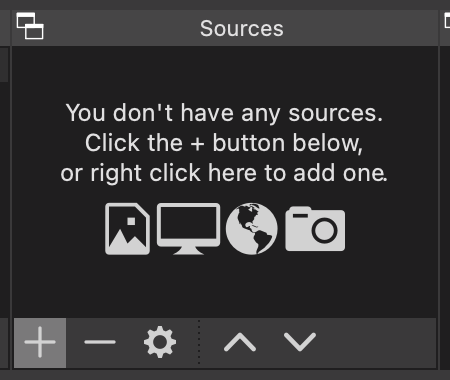 Sources
You don't have any sources.
Click the + button below,
or right click here to add one.